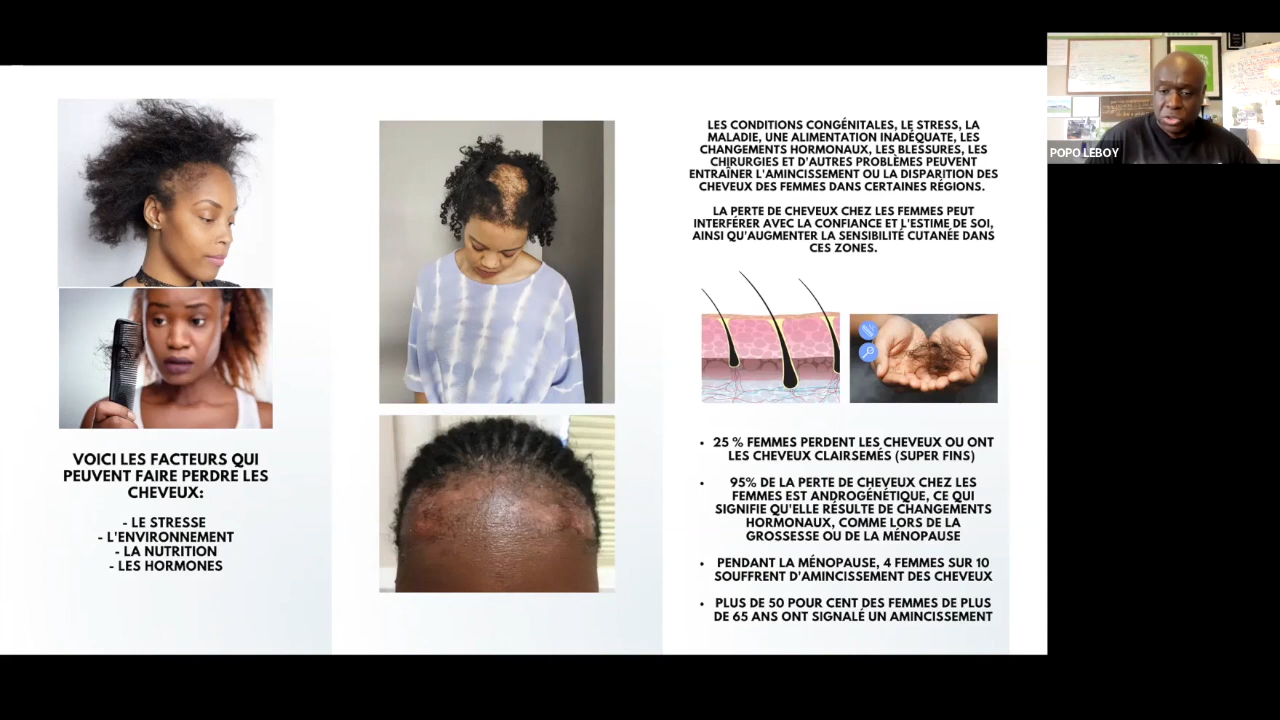 VOICI LES FACTEURS QUI
PEUVENT FAIRE PERDRE LES
CHEVEUX:
- LE STRESSE
- L'ENVIRONNEMENT
- LA NUTRITION
- LES HORMONES
LES CONDITIONS CONGÉNITALES, LE STRESS, LA
MALADIE, UNE ALIMENTATION INADÉQUATE, LES
CHANGEMENTS HORMONAUX, LES BLESSURES, LES
CHIRURGIES ET D'AUTRES PROBLÈMES PEUVENT
ENTRAÎNER L'AMINCISSEMENT OU LA DISPARITION DES
CHEVEUX DES FEMMES DANS CERTAINES RÉGIONS.
LA PERTE DE CHEVEUX CHEZ LES FEMMES PEUT
INTERFÉRER AVEC LA CONFIANCE ET L'ESTIME DE SOI,
AINSI QU'AUGMENTER LA SENSIBILITÉ CUTANÉE DANS
CES ZONES.
• 25 % FEMMES PERDENT LES CHEVEUX OU ONT
LES CHEVEUX CLAIRSEMÉS (SUPER FINS)
• 95% DE LA PERTE DE CHEVEUX CHEZ LES
FEMMES EST ANDROGÉNÉTIQUE, CE QUI
SIGNIFIE QU'ELLE RÉSULTE DE CHANGEMENTS
HORMONAUX, COMME LORS DE LA
GROSSESSE OU DE LA MÉNOPAUSE
• PENDANT LA MÉNOPAUSE, 4 FEMMES SUR 10
SOUFFRENT D'AMINCISSEMENT DES CHEVEUX
• PLUS DE 50 POUR CENT DES FEMMES DE PLUS
DE 65 ANS ONT SIGNALÉ UN AMINCISSEMENT
POPO LEBOY